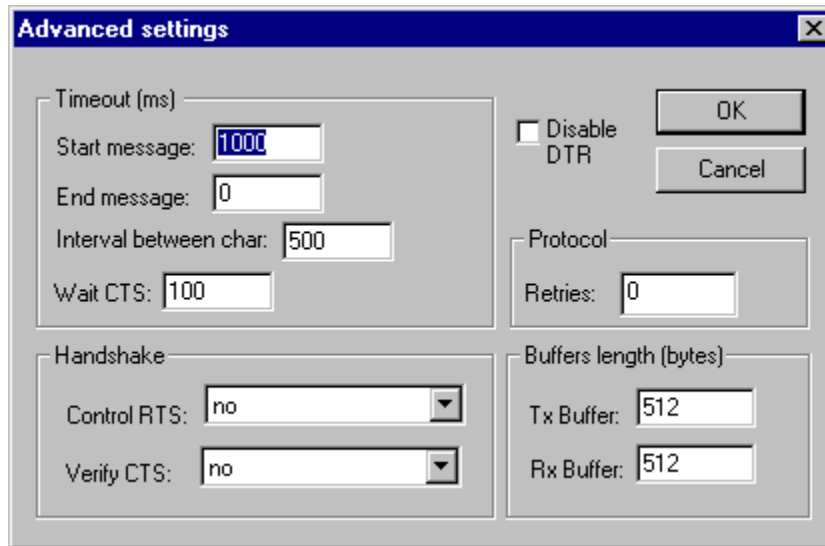 Advanced settings
Timeout (ms)
Start message: 1000
End message: 0
Interval between char: 500
Wait CTS: 100
Disable
DTR
OK
Cancel
Protocol
Retries: 0
Handshake
Control RTS: no
Verify CTS: no
Buffers length (bytes)
Tx Buffer: 512
Rx Buffer: 512